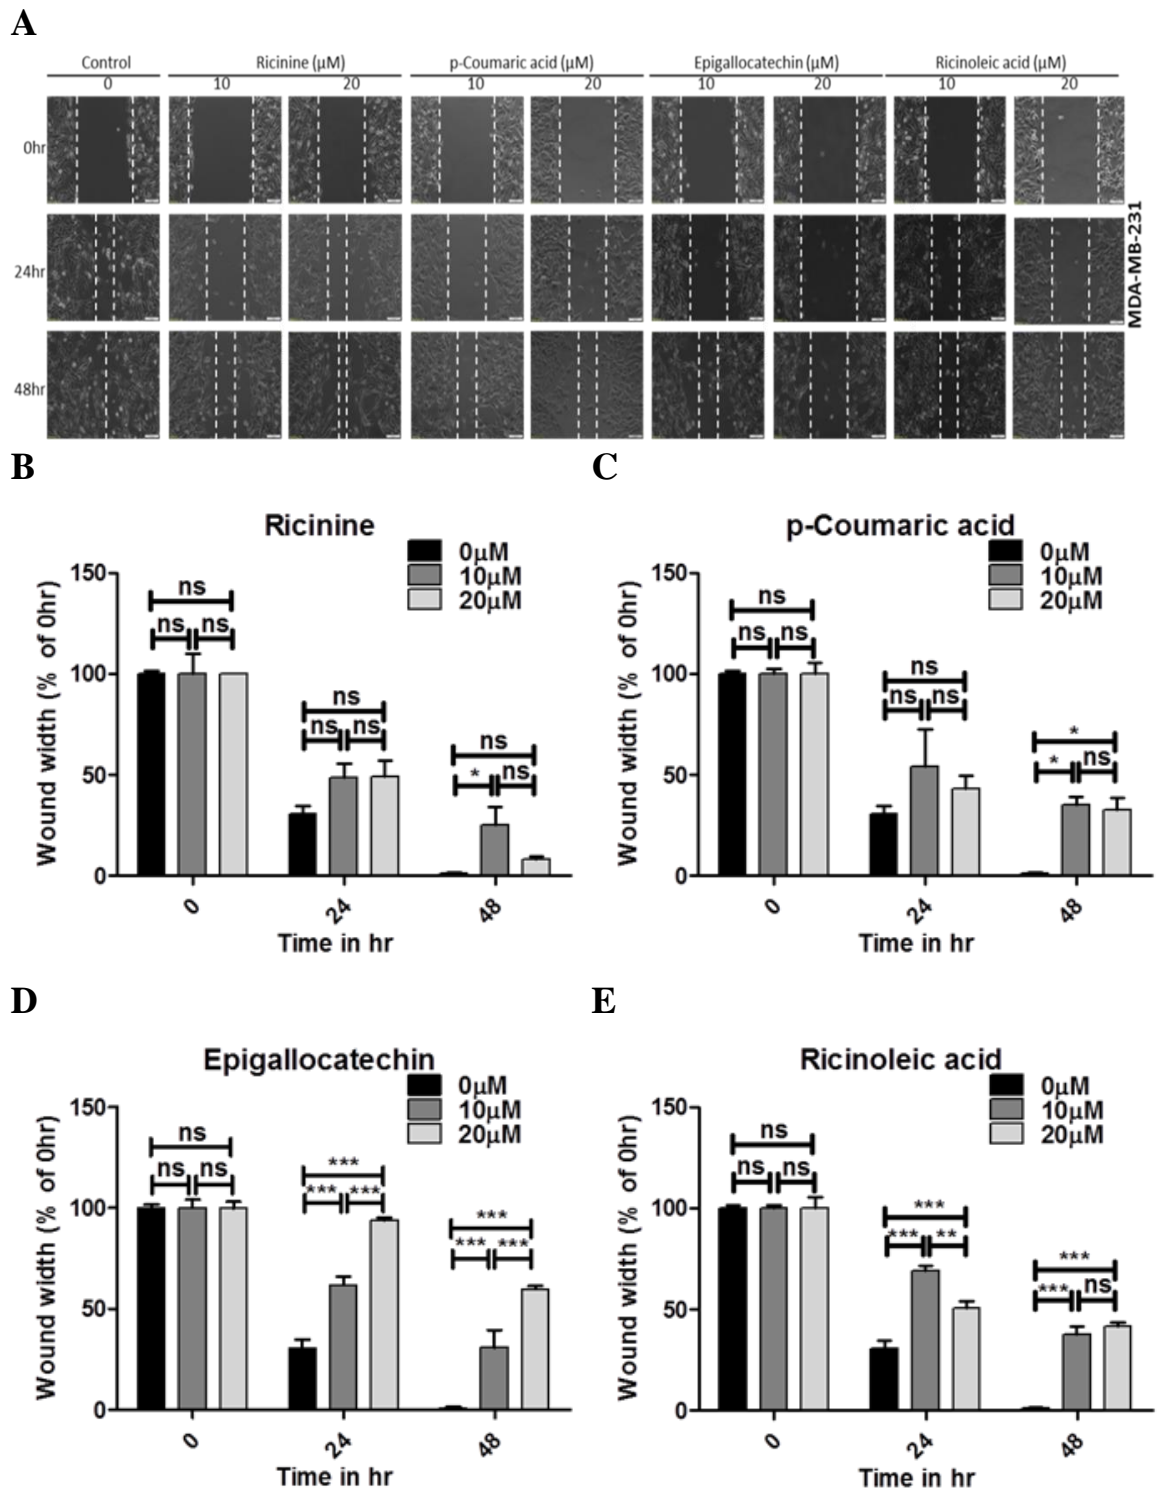 A
Control Ricinine (µM) p-Coumaric acid (µM) Epigallocatechin (µM) Ricinoleic acid (µM)
0 10 20 10 20 10 20 10 20
0hr
24hr
48hr
MDA-MB-231
B C
Ricinine
0µM
10µM
20µM
Wound width (% of 0hr)
150
100
50
0
ns
ns ns
ns
ns ns
ns
* ns
0 24 48
Time in hr
p-Coumaric acid
0µM
10µM
20µM
Wound width (% of 0hr)
150
100
50
0
ns
ns ns
ns
ns ns
*
* ns
0 24 48
Time in hr
D E
Epigallocatechin
0µM
10µM
20µM
Wound width (% of 0hr)
150
100
50
0
ns
ns ns
***
*** ***
***
*** ***
0 24 48
Time in hr
Ricinoleic acid
0µM
10µM
20µM
Wound width (% of 0hr)
150
100
50
0
ns
ns ns
***
*** **
***
*** ns
0 24 48
Time in hr